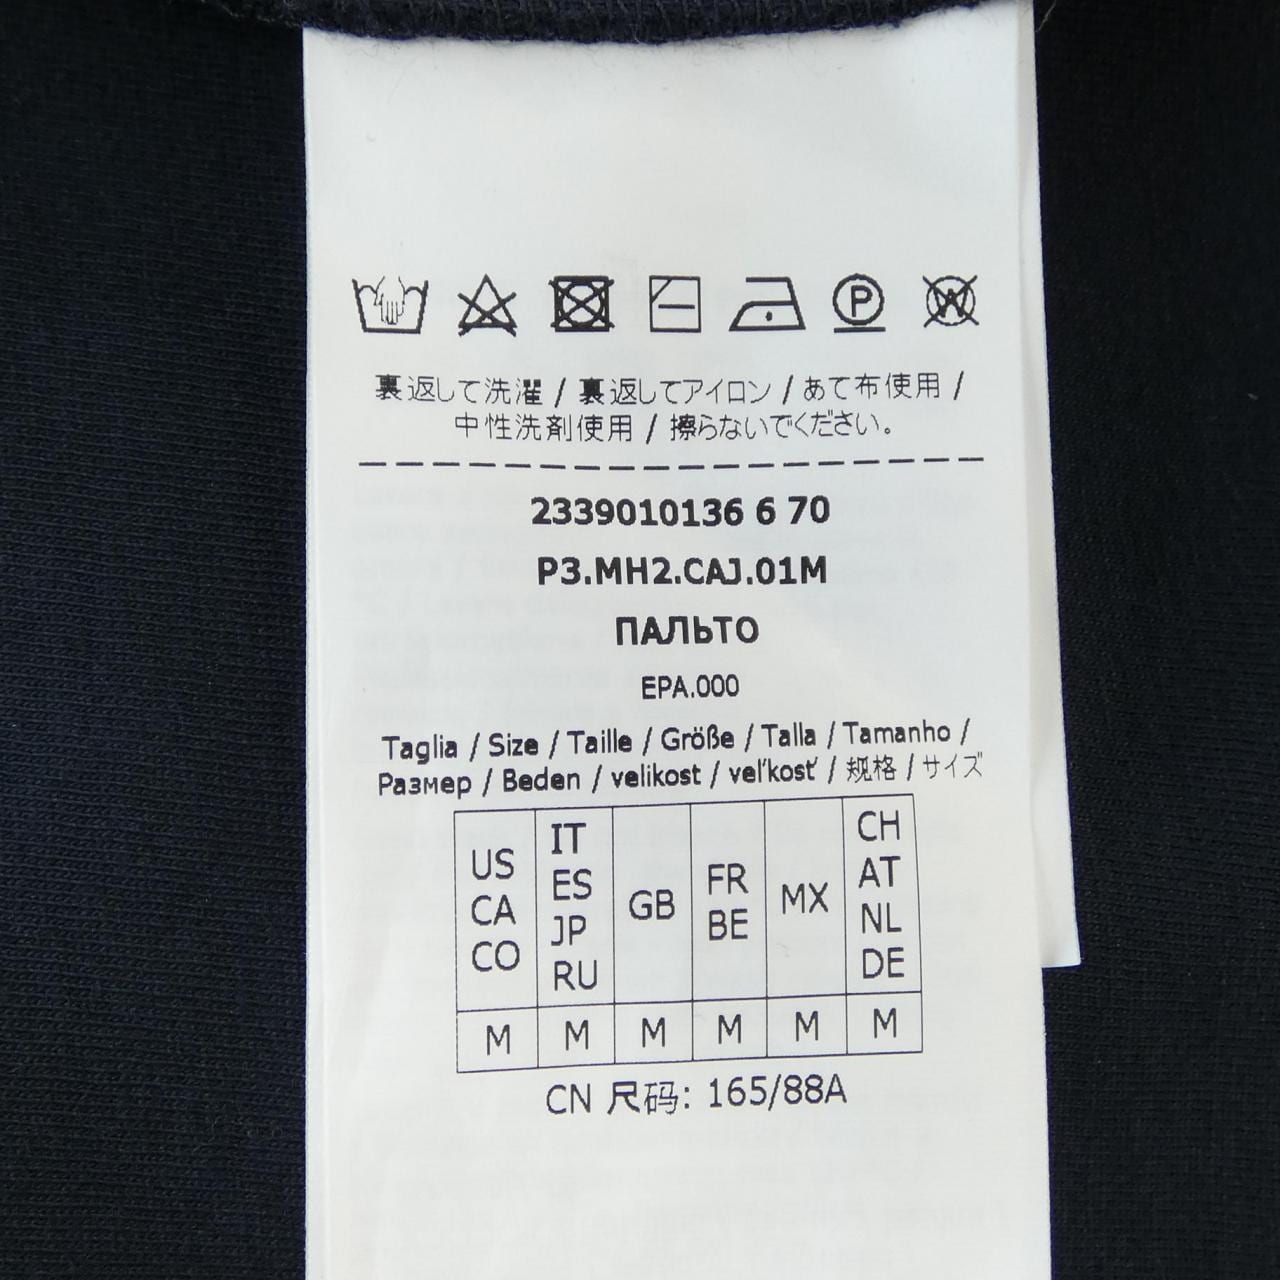 裏返して洗濯 / 裏返してアイロン / あて布使用 /
中性洗剤使用 / 擦らないでください。
2339010136 6 70
P3.MH2.CAJ.01M
ПАЛЬТО
EPA.000
Taglia / Size / Taille / Größe / Talla / Tamanho /
Размер / Beden / velikost / veľkosť / 规格 / サイズ
US CA CO
IT ES JP RU
GB
FR BE
MX
CH AT NL DE
M M M M M M
CN 尺码: 165/88A